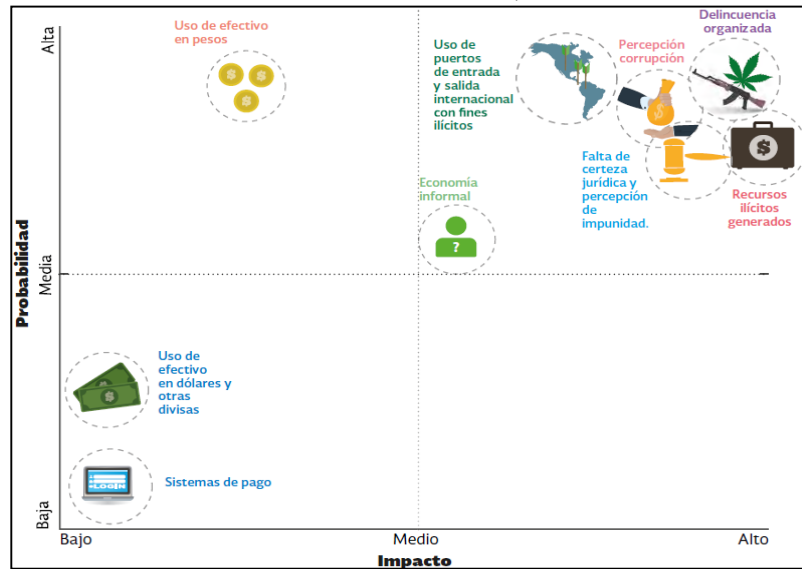 Alta
Uso de efectivo
en pesos
$
$
$
Uso de
puertos
de entrada
y salida
internacional
con fines
ilícitos
Percepción
corrupción
$
Delincuencia
organizada
Falta de
certeza
jurídica y
percepción
de
impunidad.
$
Recursos
ilícitos
generados
Economía
informal
?
Probabilidad
Media
$
Uso de
efectivo
en dólares y
otras
divisas
LOGIN
Sistemas de pago
Baja
Bajo
Medio
Alto
Impacto